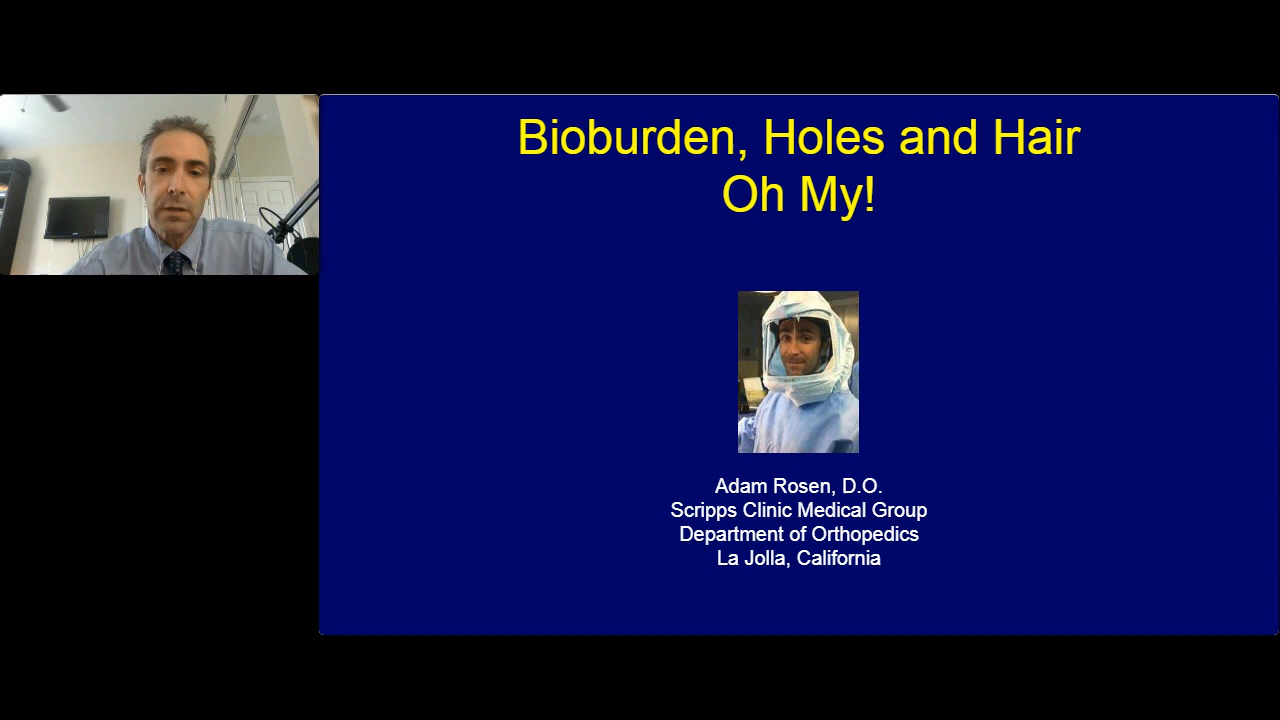 Bioburden, Holes and Hair
Oh My!
Adam Rosen, D.O.
Scripps Clinic Medical Group
Department of Orthopedics
La Jolla, California